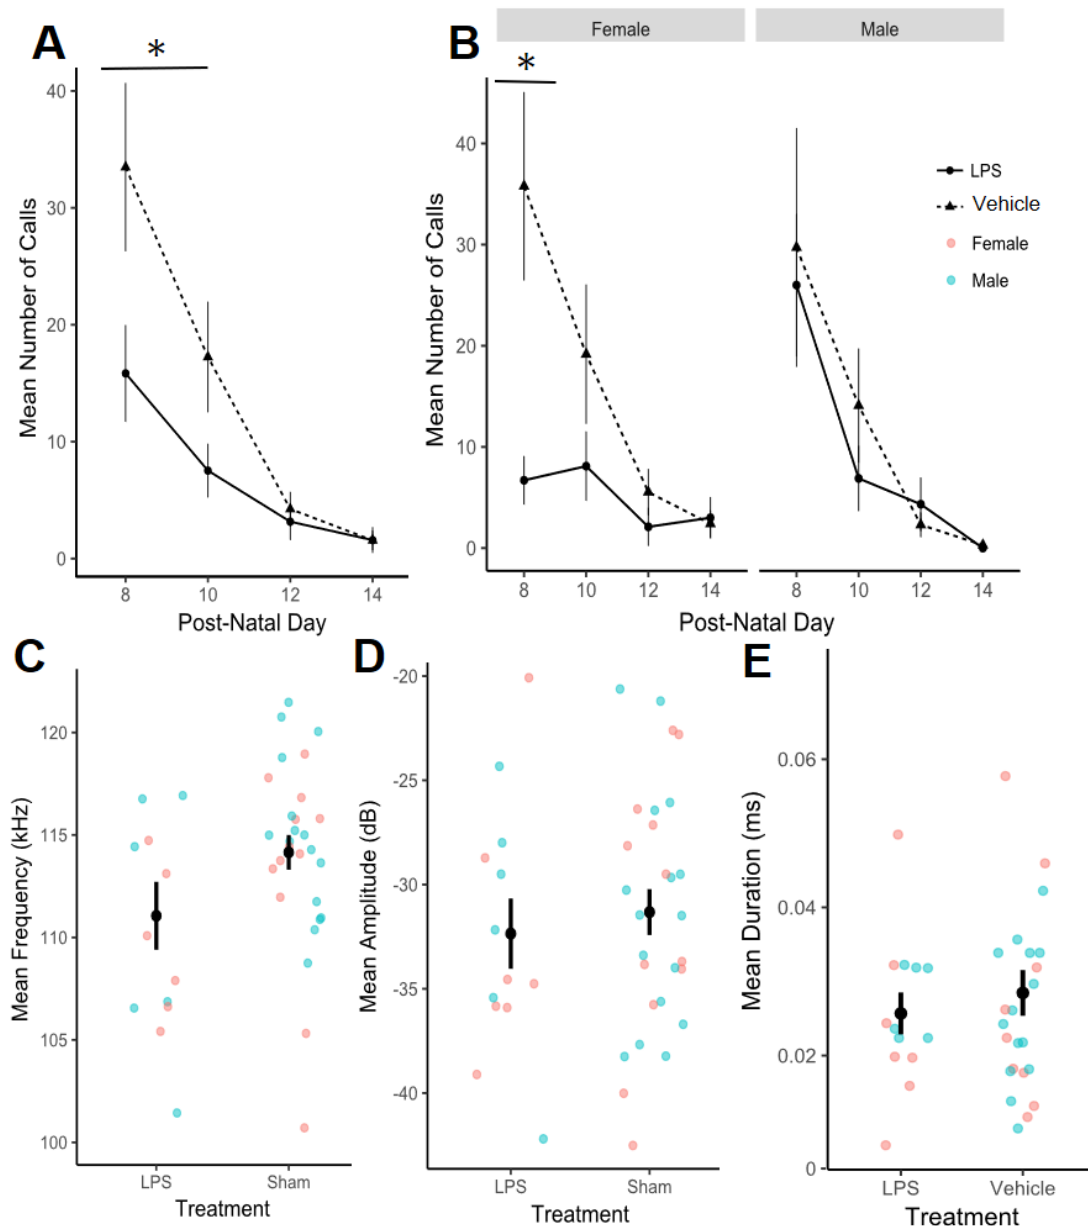 A
*
Mean Number of Calls
40
30
20
10
0
8 10 12 14
Post-Natal Day
B
Female
Male
*
Mean Number of Calls
40
30
20
10
0
8 10 12 14
8 10 12 14
Post-Natal Day
LPS
Vehicle
Female
Male
C
Mean Frequency (kHz)
120
115
110
105
100
LPS Sham
Treatment
D
Mean Amplitude (dB)
-20
-25
-30
-35
-40
LPS Sham
Treatment
E
Mean Duration (ms)
0.06
0.04
0.02
0
LPS Vehicle
Treatment